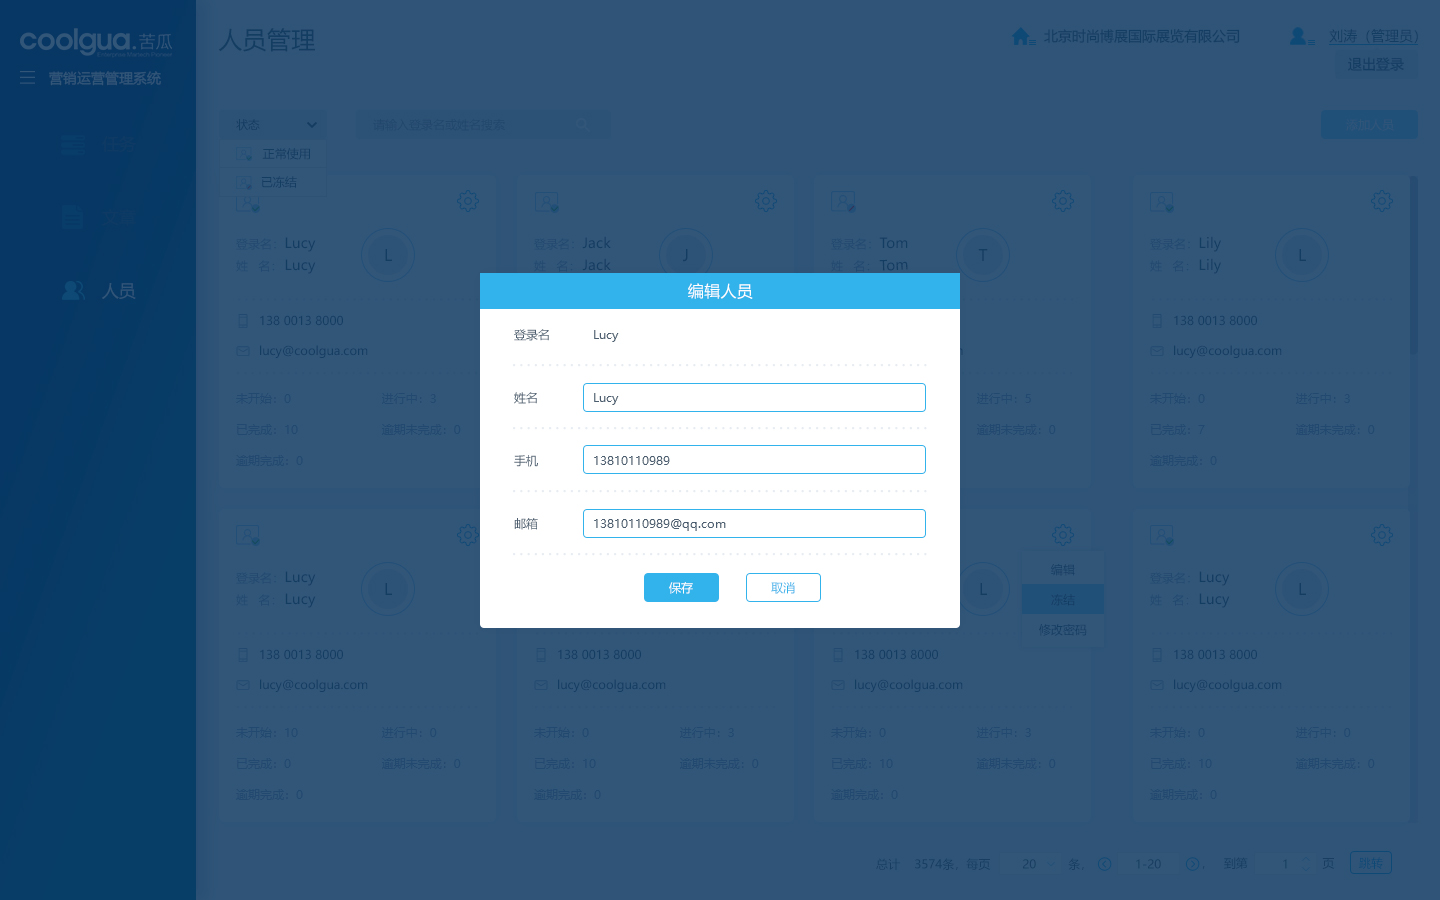 coolgua.苦瓜
营销运营管理系统
任务
文案
人员
人员管理
北京时尚博展国际展览有限公司
刘涛（管理员）
退出登录
状态
请输入登录名或姓名搜索
添加人员
正常使用
已冻结
登录名： Lucy
姓 名： Lucy
L
138 0013 8000
lucy@coolgua.com
未开始：0
进行中：3
已完成：10
逾期未完成：0
逾期完成：0
登录名： Jack
姓 名： Jack
J
登录名： Tom
姓 名： Tom
T
进行中：5
逾期未完成：0
登录名： Lily
姓 名： Lily
L
138 0013 8000
lucy@coolgua.com
未开始：0
进行中：3
已完成：7
逾期未完成：0
逾期完成：0
编辑人员
登录名 Lucy
姓名 Lucy
手机 13810110989
邮箱 13810110989@qq.com
保存
取消
登录名： Lucy
姓 名： Lucy
L
138 0013 8000
lucy@coolgua.com
未开始：10
进行中：0
已完成：0
逾期未完成：0
逾期完成：0
138 0013 8000
lucy@coolgua.com
未开始：0
进行中：3
已完成：10
逾期未完成：0
逾期完成：0
L
编辑
冻结
修改密码
138 0013 8000
lucy@coolgua.com
未开始：0
进行中：3
已完成：10
逾期未完成：0
逾期完成：0
登录名： Lucy
姓 名： Lucy
L
138 0013 8000
lucy@coolgua.com
未开始：0
进行中：0
已完成：10
逾期未完成：0
逾期完成：0
总计 3574条，每页 20 条， 1-20 ， 到第 1 页 跳转